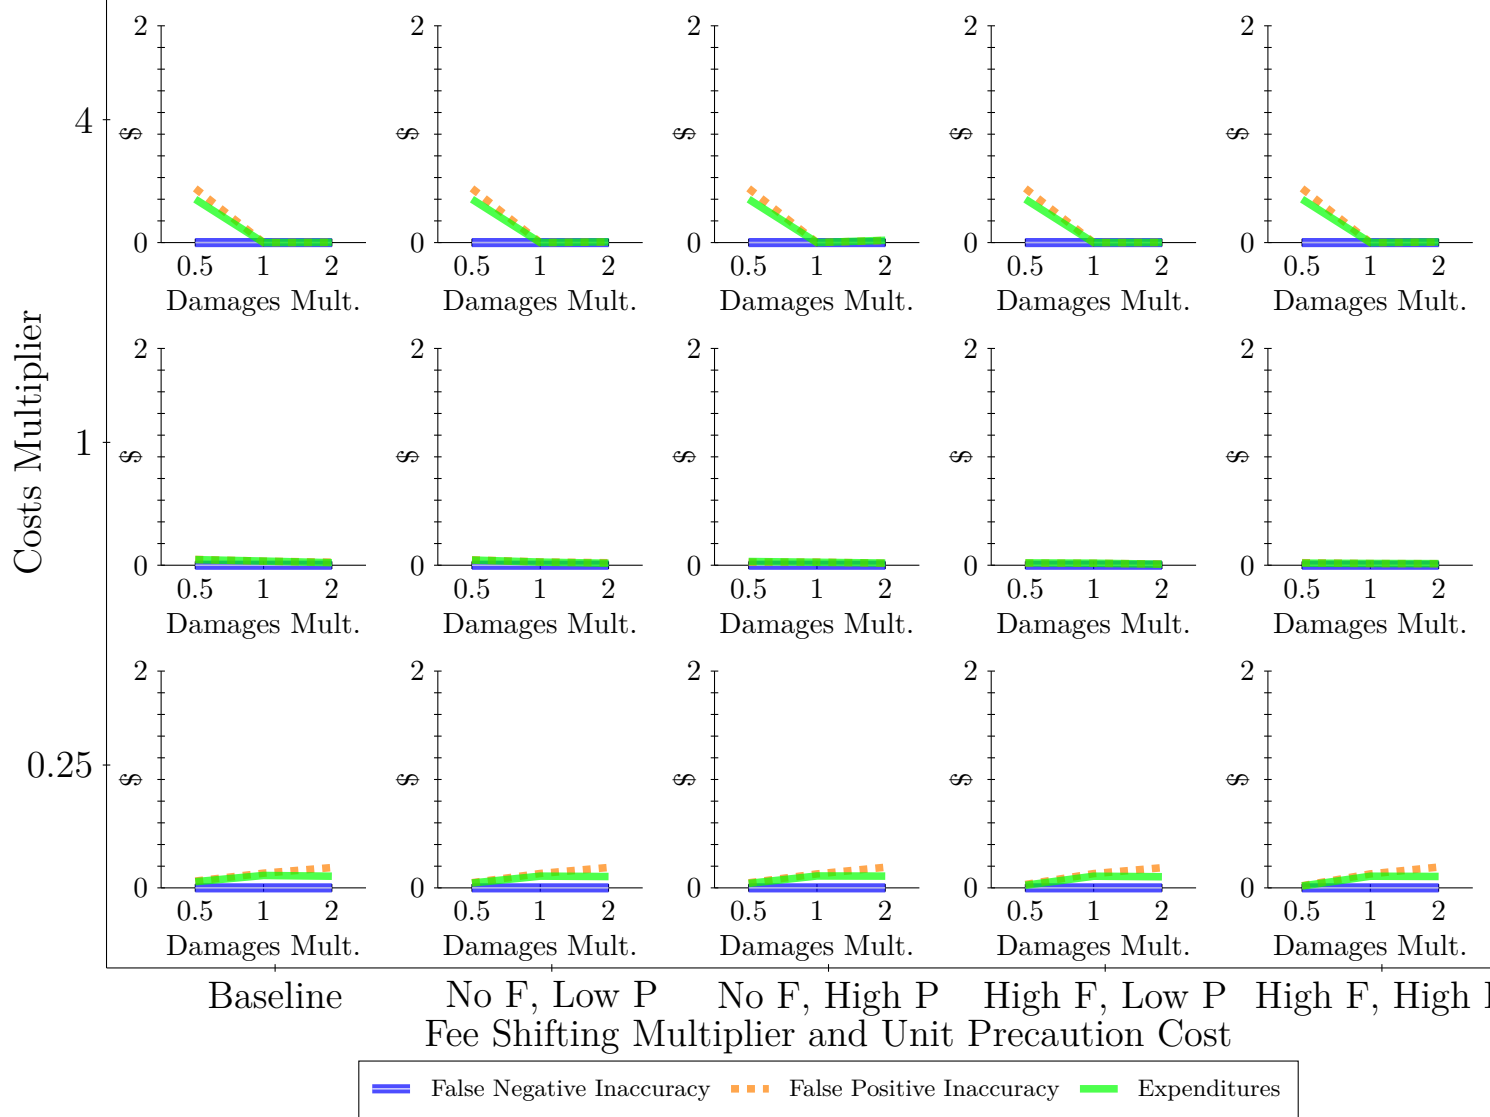 Costs Multiplier
4
1
0.25
2 2 2 2 2
$ $ $ $ $
0 0 0 0 0
0.5 1 2 0.5 1 2 0.5 1 2 0.5 1 2 0.5 1 2
Damages Mult. Damages Mult. Damages Mult. Damages Mult. Damages Mult.
2 2 2 2 2
$ $ $ $ $
0 0 0 0 0
0.5 1 2 0.5 1 2 0.5 1 2 0.5 1 2 0.5 1 2
Damages Mult. Damages Mult. Damages Mult. Damages Mult. Damages Mult.
2 2 2 2 2
$ $ $ $ $
0 0 0 0 0
0.5 1 2 0.5 1 2 0.5 1 2 0.5 1 2 0.5 1 2
Damages Mult. Damages Mult. Damages Mult. Damages Mult. Damages Mult.
Baseline No F, Low P No F, High P High F, Low P High F, High
Fee Shifting Multiplier and Unit Precaution Cost
False Negative Inaccuracy False Positive Inaccuracy Expenditures